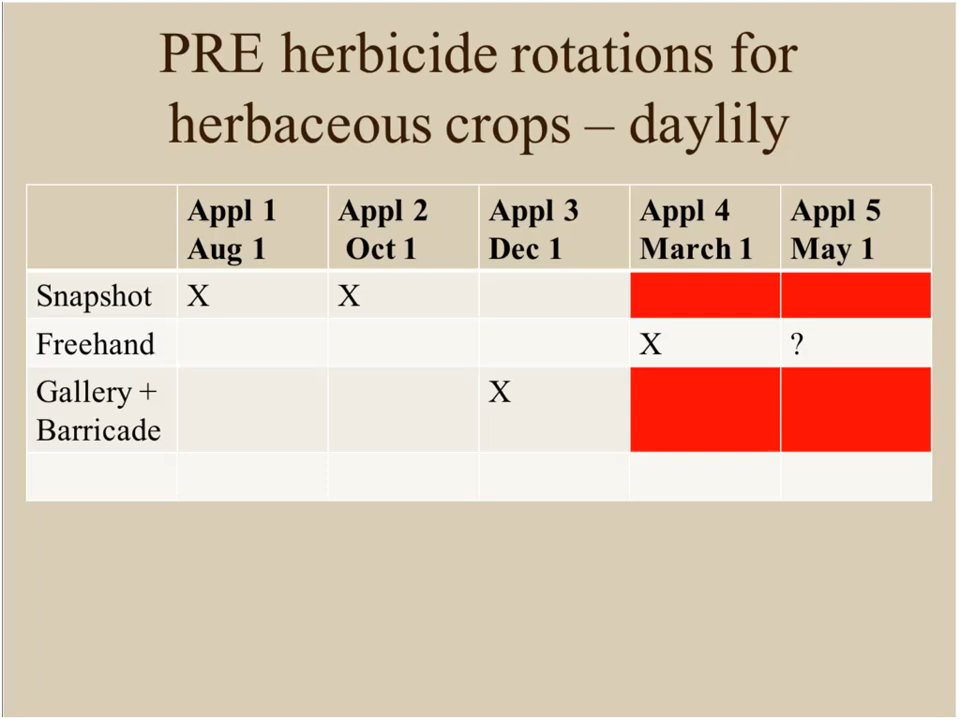 PRE herbicide rotations for
herbaceous crops – daylily
Appl 1 Appl 2 Appl 3 Appl 4 Appl 5
Aug 1 Oct 1 Dec 1 March 1 May 1
Snapshot X X
Freehand X ?
Gallery + X
Barricade